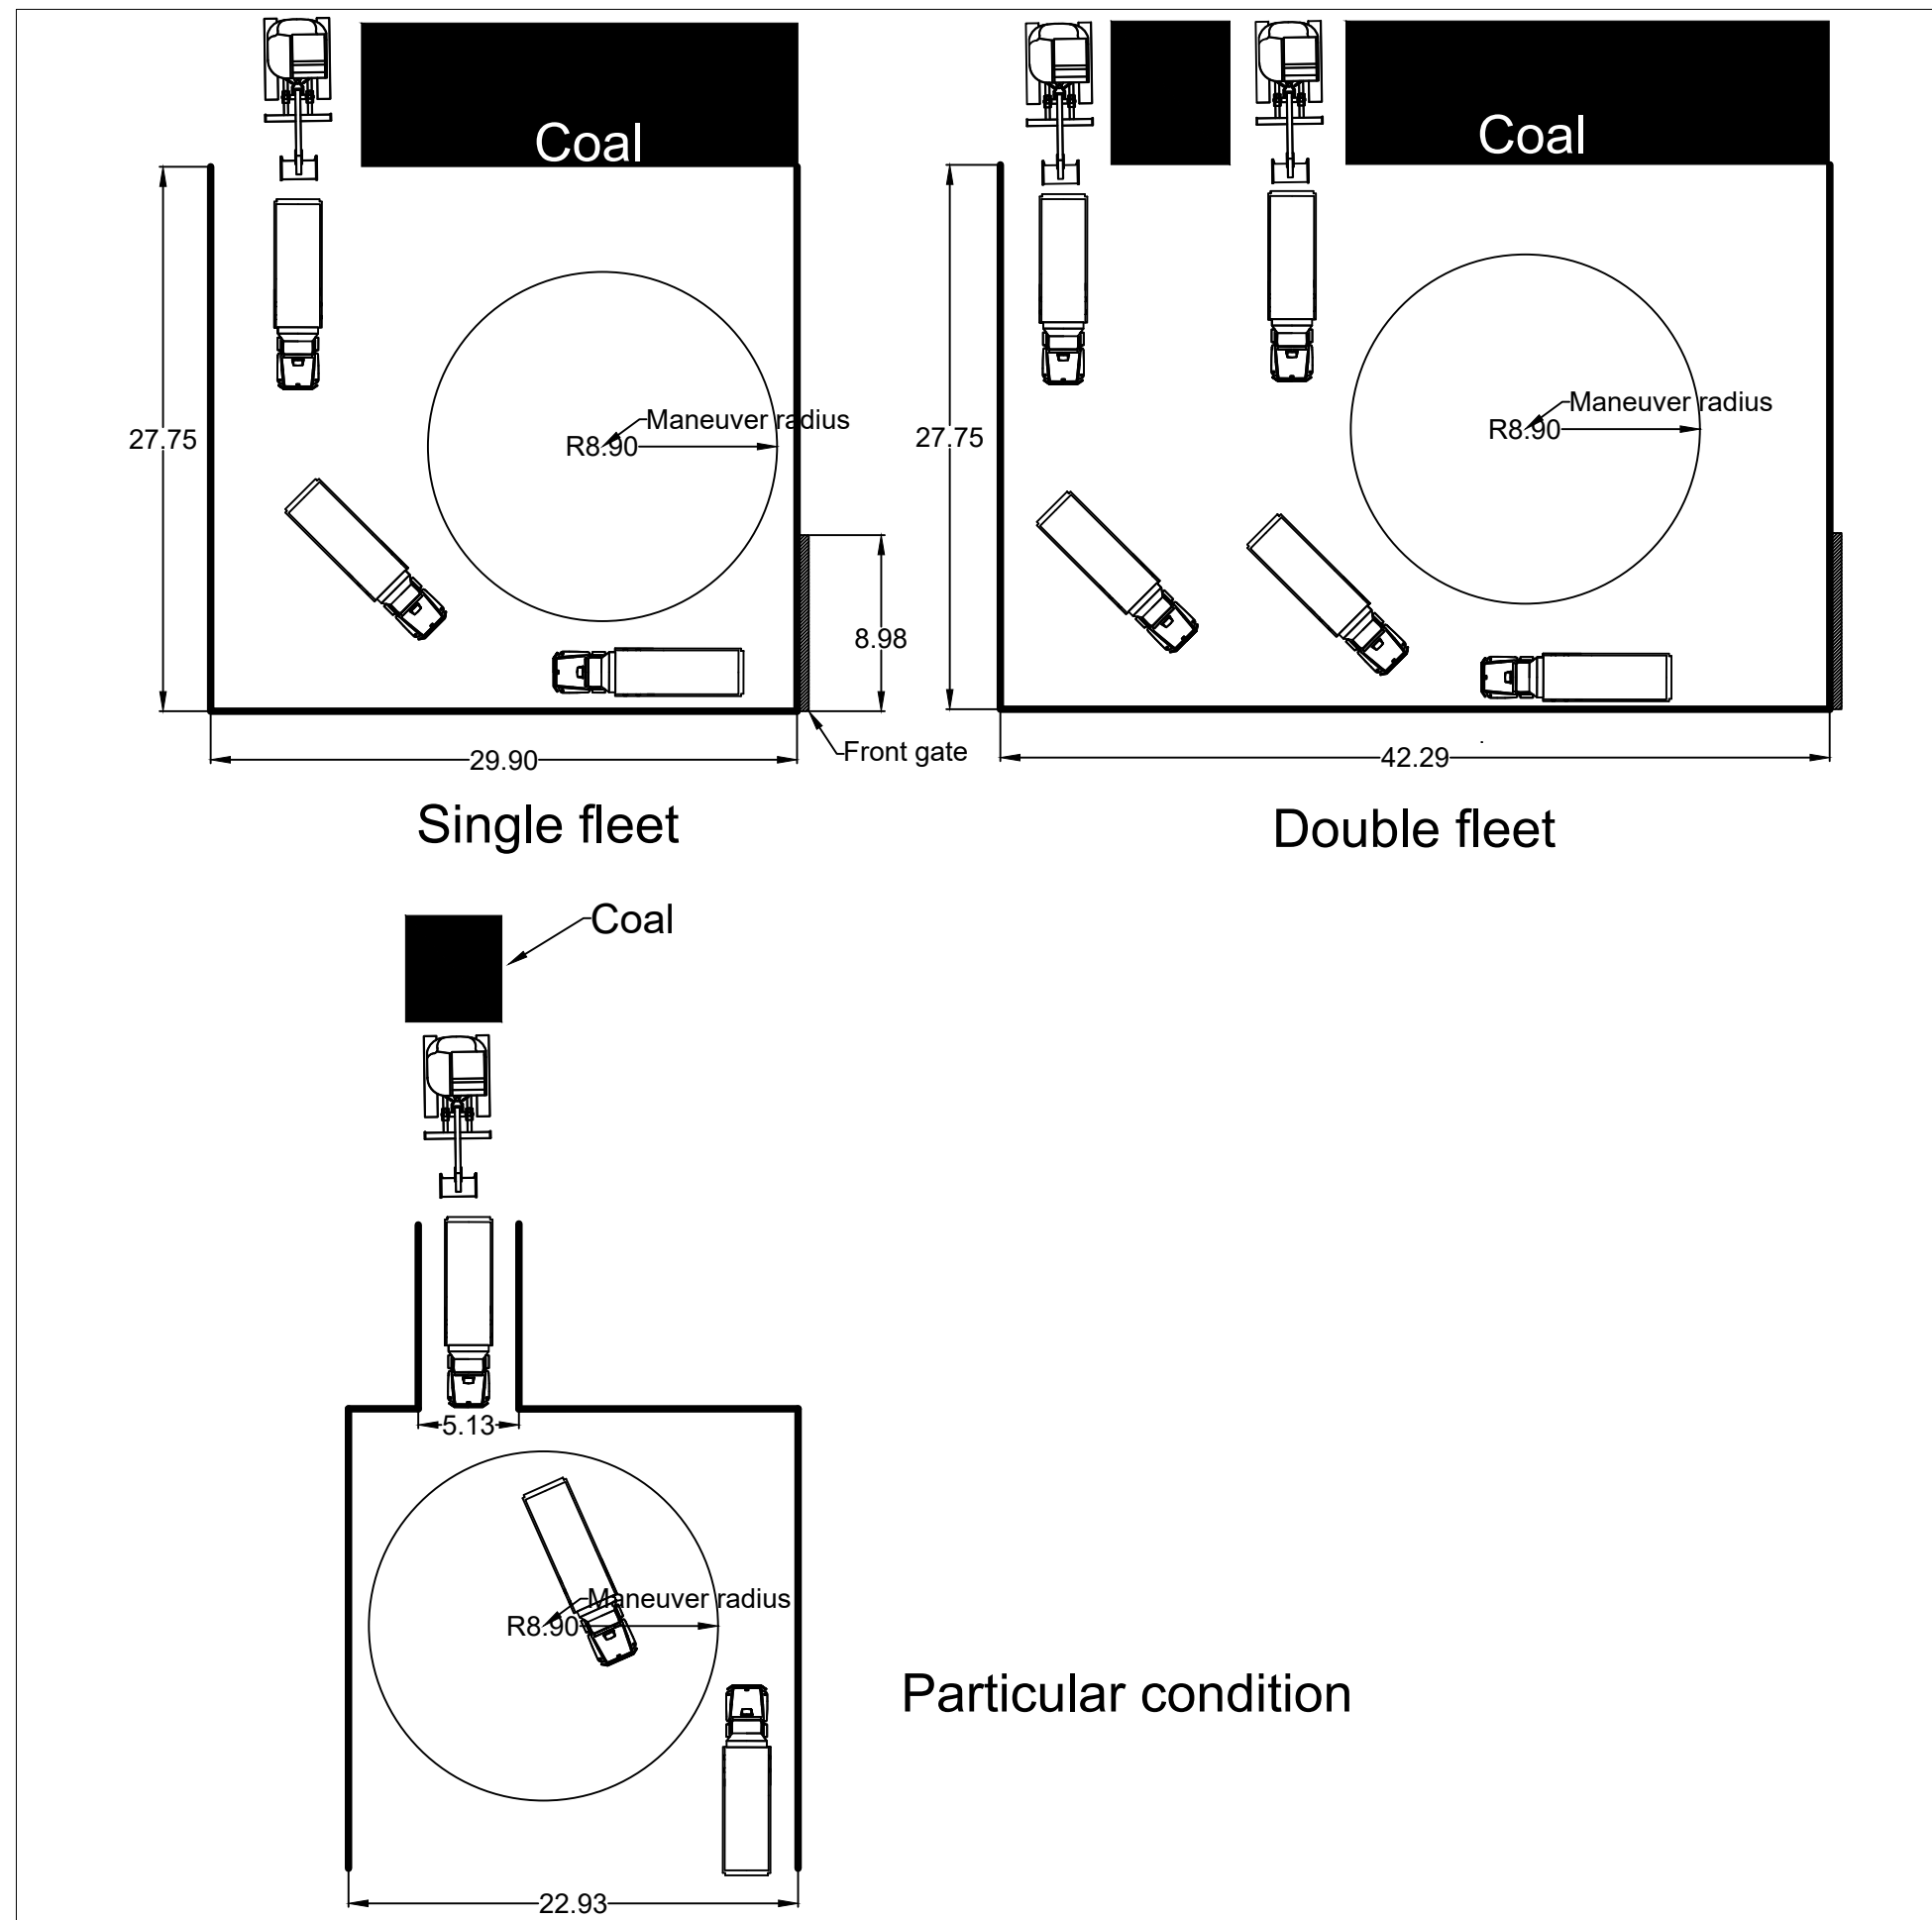 Coal
Maneuver radius
R8.90
27.75
8.98
Front gate
29.90
Single fleet
Coal
Maneuver radius
R8.90
27.75
42.29
Double fleet
Coal
5.13
Maneuver radius
R8.90
Particular condition
22.93